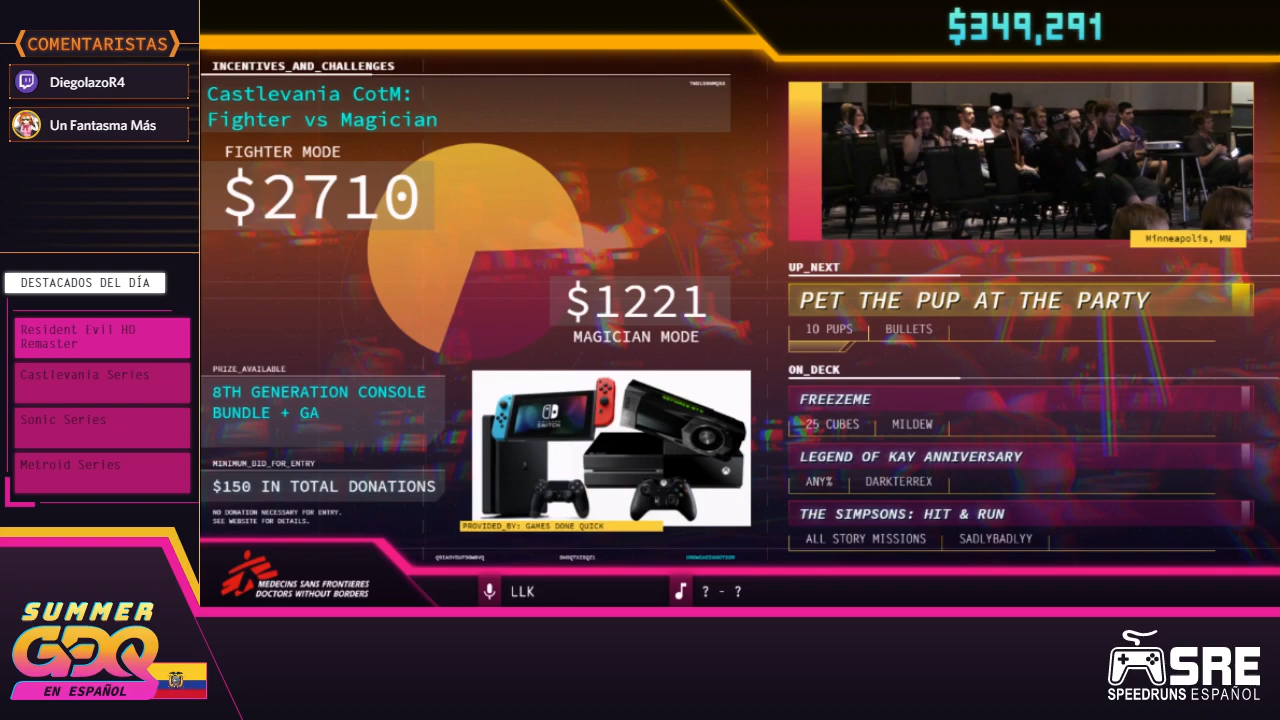 COMENTARISTAS
DiegolazoR4
Un Fantasma Más
DESTACADOS DEL DÍA
Resident Evil HD
Remaster
Castlevania Series
Sonic Series
Metroid Series
SUMMER
GDQ
EN ESPAÑOL
$349,291
INCENTIVES_AND_CHALLENGES
Castlevania CotM:
Fighter vs Magician
FIGHTER MODE
$2710
$1221
MAGICIAN MODE
PRIZE_AVAILABLE
8TH GENERATION CONSOLE
BUNDLE + GA
MINIMUM_BID_FOR_ENTRY
$150 IN TOTAL DONATIONS
NO DONATION NECESSARY FOR ENTRY.
SEE WEBSITE FOR DETAILS.
SWITCH
GEFORCE GTX
PROVIDED_BY: GAMES DONE QUICK
Minneapolis, MN
UP_NEXT
PET THE PUP AT THE PARTY
10 PUPS BULLETS
ON_DECK
FREEZEME
25 CUBES MILDEW
LEGEND OF KAY ANNIVERSARY
ANY% DARKTERREX
THE SIMPSONS: HIT & RUN
ALL STORY MISSIONS SADLYBADLYY
MEDECINS SANS FRONTIERES
DOCTORS WITHOUT BORDERS
LLK
? - ?
SRE
SPEEDRUNS ESPAÑOL